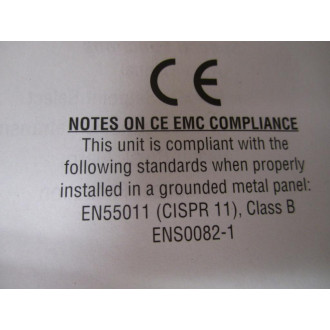 CE
NOTES ON CE EMC COMPLIANCE
This unit is compliant with the
following standards when properly
installed in a grounded metal panel:
EN55011 (CISPR 11), Class B
ENS0082-1